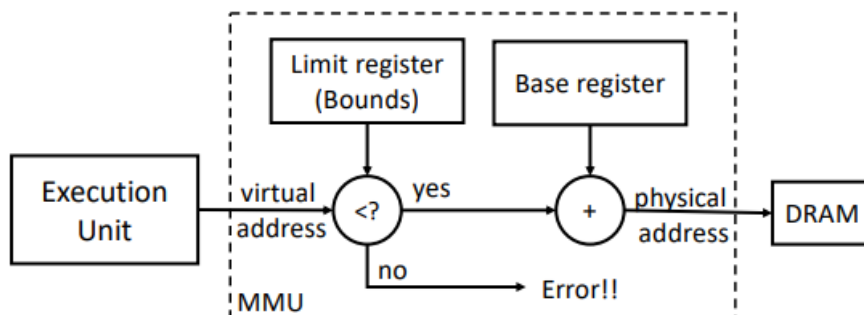 Limit register
(Bounds)
Base register
Execution
Unit
virtual
address
<?
yes
+
physical
address
DRAM
no
Error!!
MMU